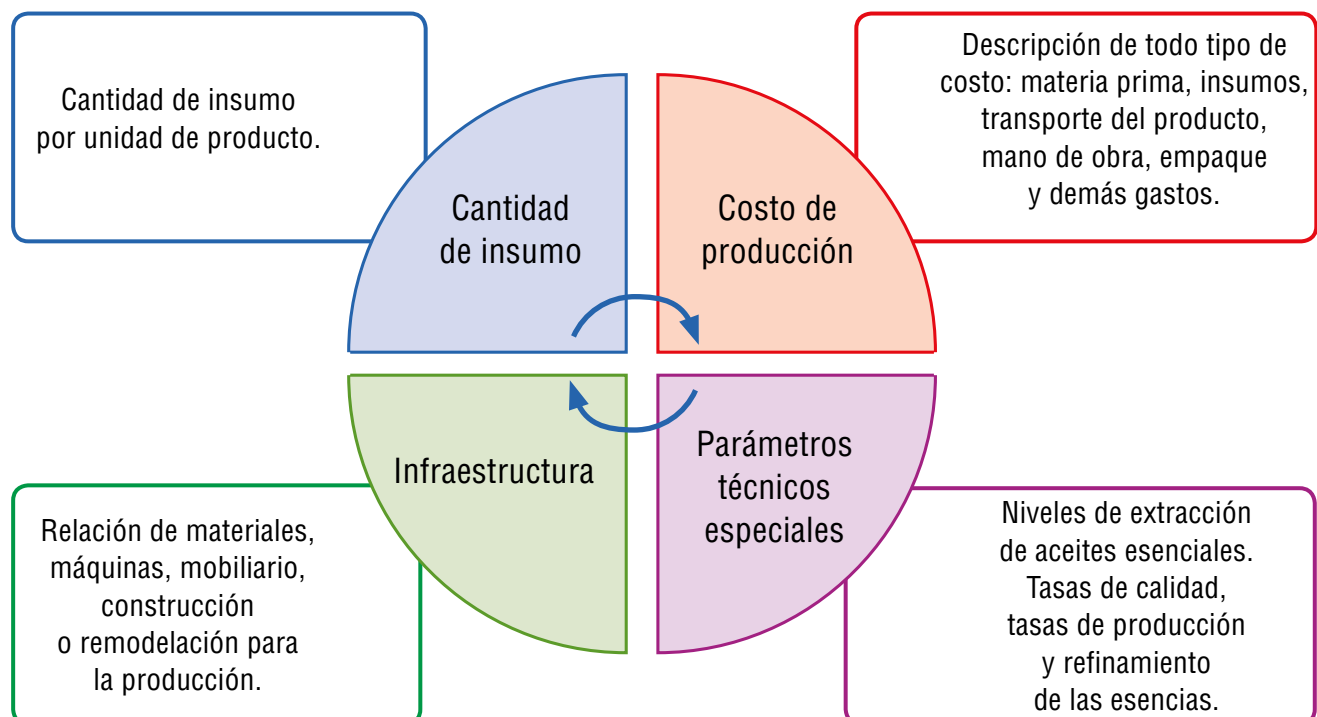 Cantidad de insumo
por unidad de producto.
Descripción de todo tipo de
costo: materia prima, insumos,
transporte del producto,
mano de obra, empaque
y demás gastos.
Cantidad
de insumo
Costo de
producción
Infraestructura
Parámetros
técnicos
especiales
Relación de materiales,
máquinas, mobiliario,
construcción
o remodelación para
la producción.
Niveles de extracción
de aceites esenciales.
Tasas de calidad,
tasas de producción
y refinamiento
de las esencias.